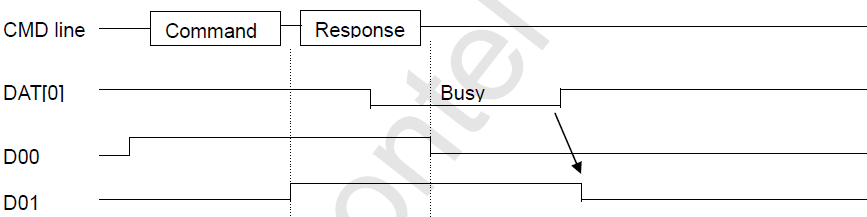 CMD line
Command
Response
DAT[0]
Busy
D00
D01